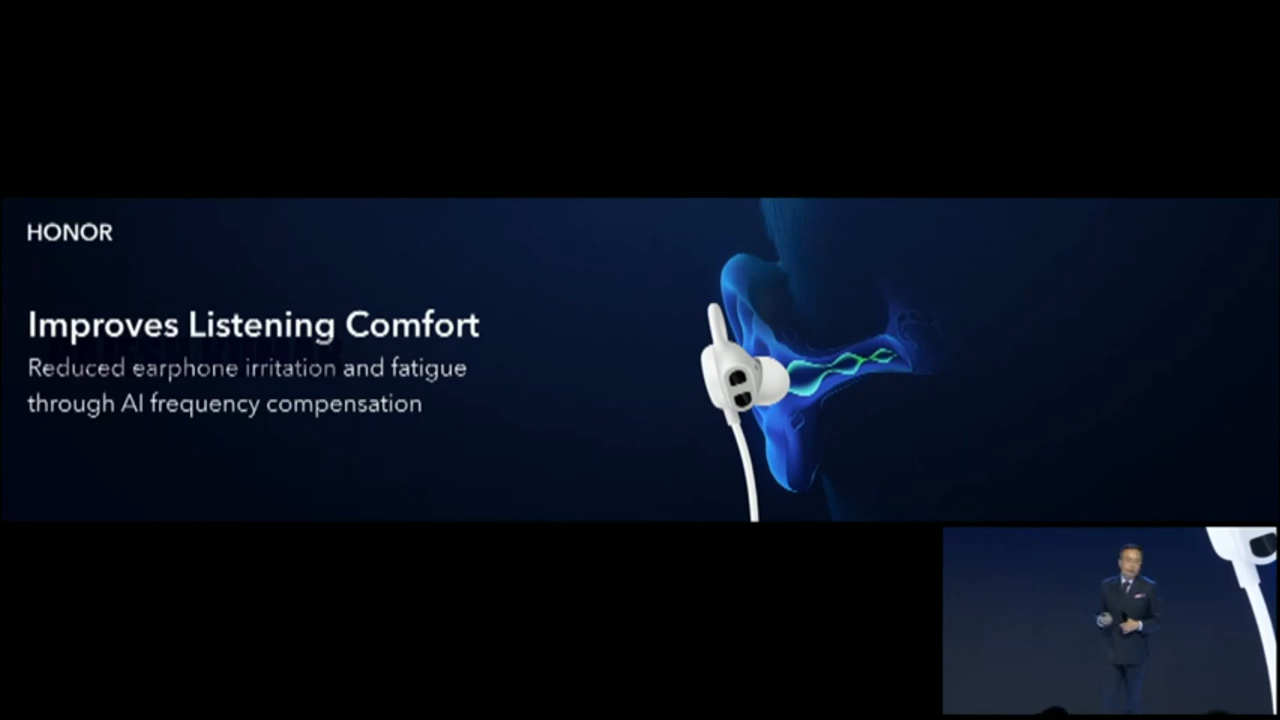 HONOR
Improves Listening Comfort
Reduced earphone irritation and fatigue
through AI frequency compensation